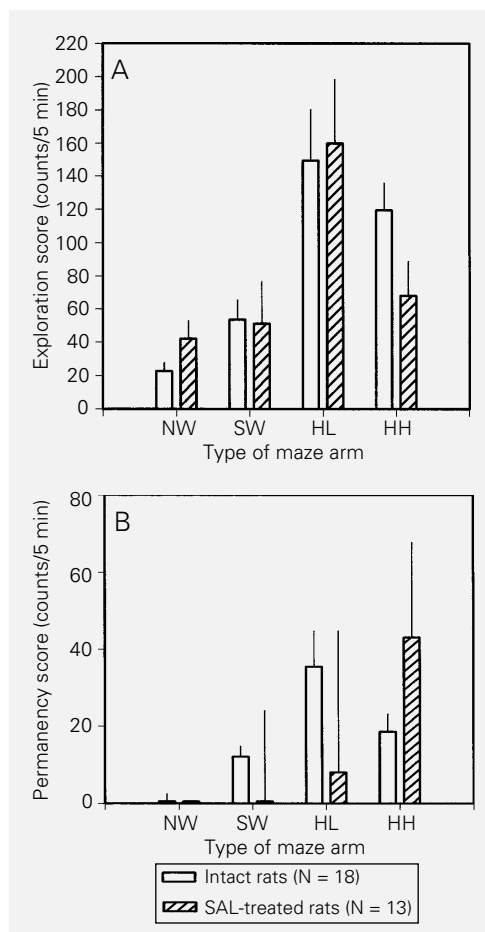 A
Exploration score (counts/5 min)
220
200
180
160
140
120
100
80
60
40
20
0
NW SW HL HH
Type of maze arm
B
Permanency score (counts/5 min)
80
60
40
20
0
NW SW HL HH
Type of maze arm
Intact rats (N = 18)
SAL-treated rats (N = 13)